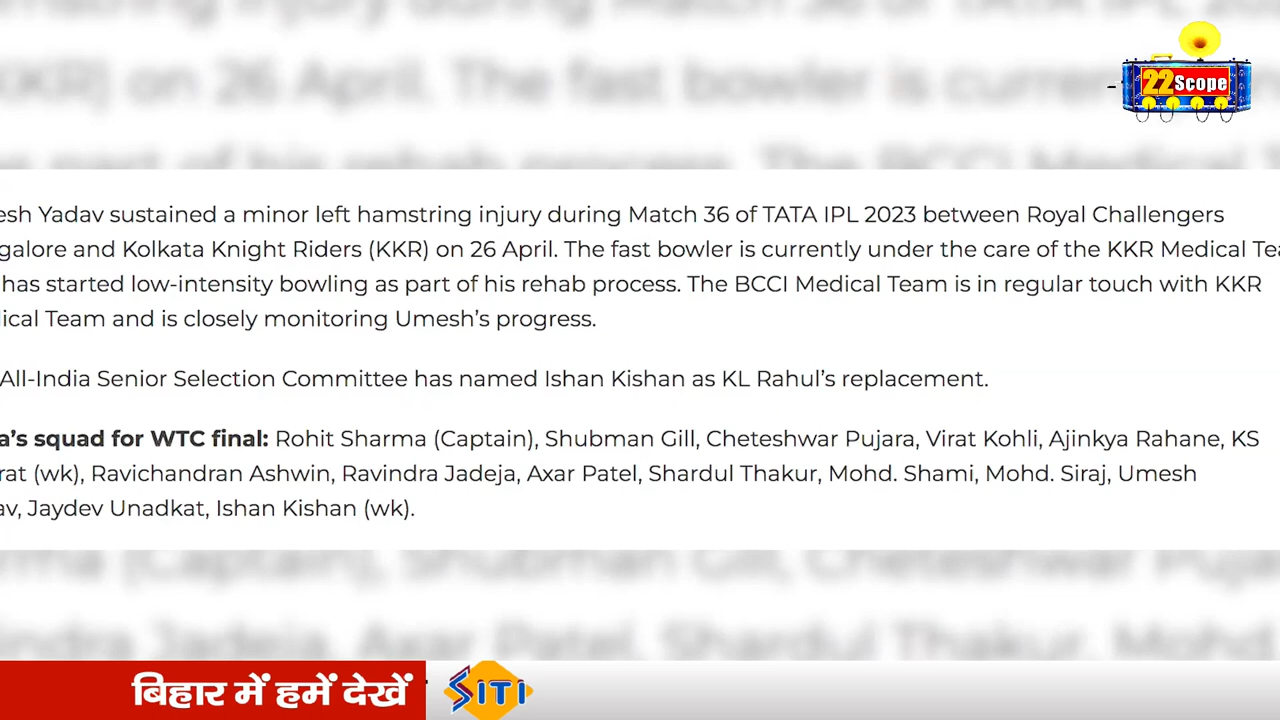 22Scope
esh Yadav sustained a minor left hamstring injury during Match 36 of TATA IPL 2023 between Royal Challengers
galore and Kolkata Knight Riders (KKR) on 26 April. The fast bowler is currently under the care of the KKR Medical Tea
has started low-intensity bowling as part of his rehab process. The BCCI Medical Team is in regular touch with KKR
ical Team and is closely monitoring Umesh’s progress.
All-India Senior Selection Committee has named Ishan Kishan as KL Rahul’s replacement.
a’s squad for WTC final: Rohit Sharma (Captain), Shubman Gill, Cheteshwar Pujara, Virat Kohli, Ajinkya Rahane, KS
rat (wk), Ravichandran Ashwin, Ravindra Jadeja, Axar Patel, Shardul Thakur, Mohd. Shami, Mohd. Siraj, Umesh
av, Jaydev Unadkat, Ishan Kishan (wk).
बिहार में हमें देखें SITI